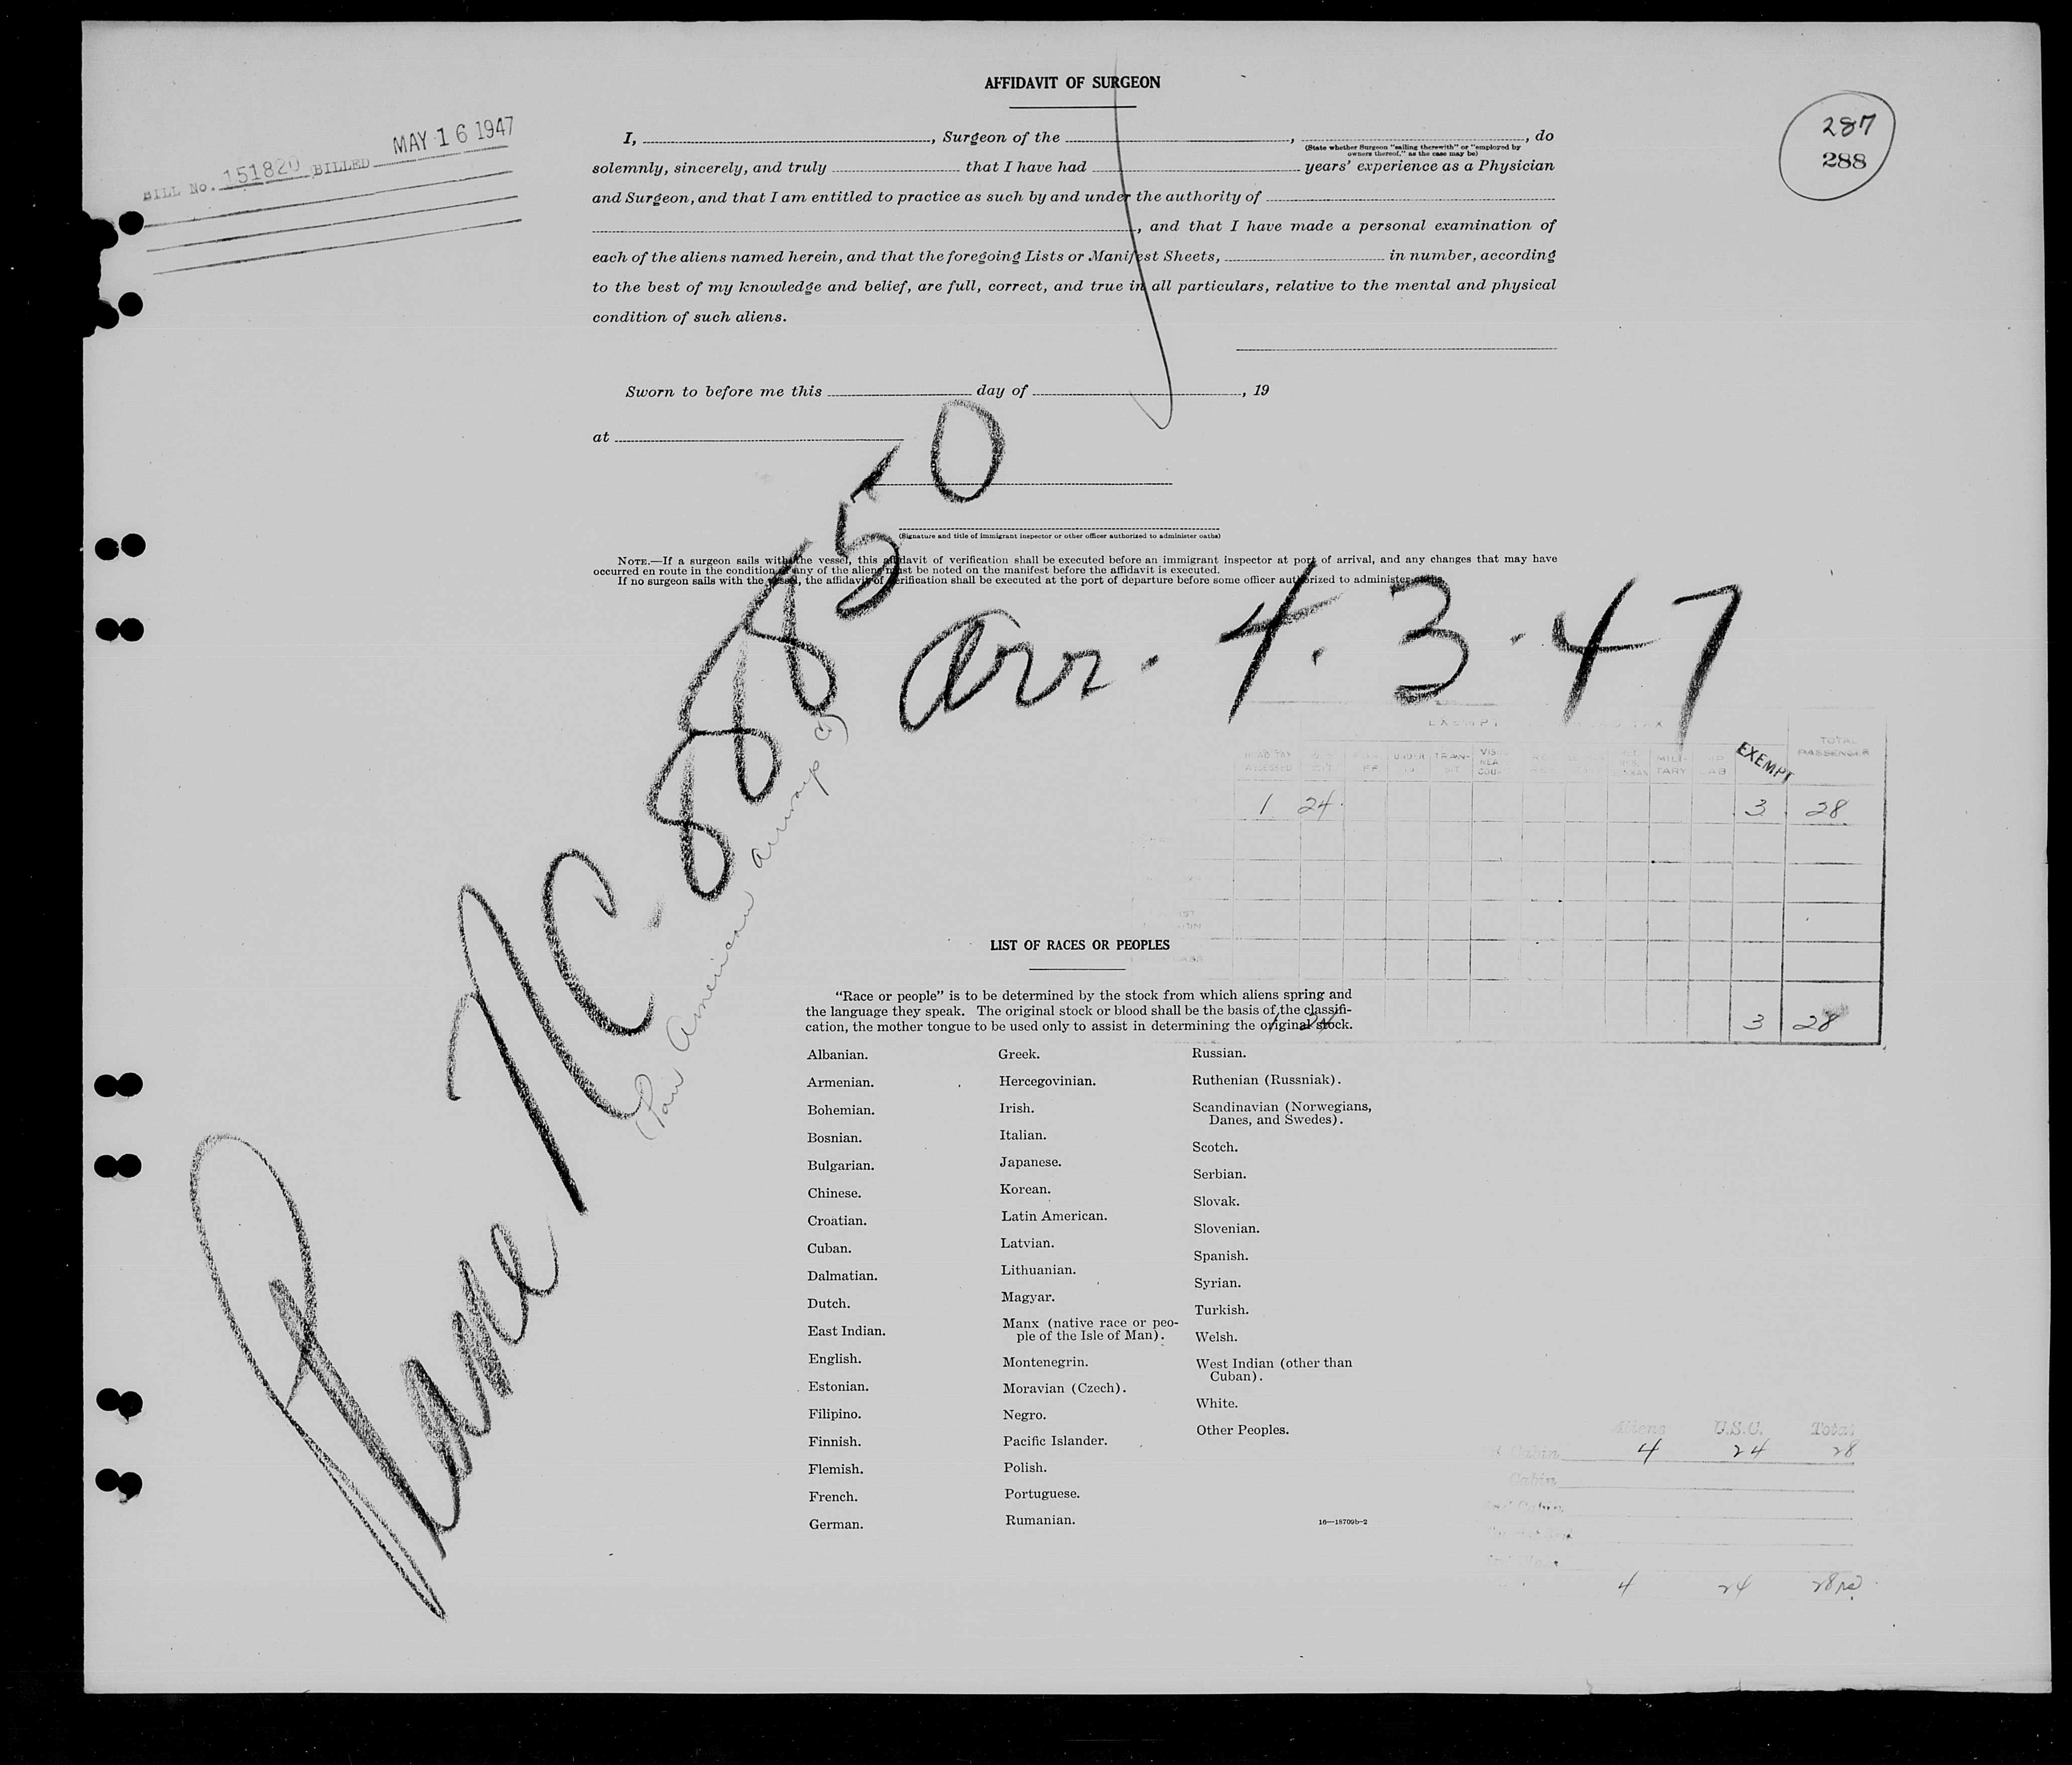 AFFIDAVIT OF SURGEON
287
288
BILL No. 151820 BILLED MAY 16 1947
I, , Surgeon of the , , do
(State whether Surgeon "sailing therewith" or "employed by
owners thereof," as the case may be)
solemnly, sincerely, and truly that I have had years' experience as a Physician
and Surgeon, and that I am entitled to practice as such by and under the authority of
, and that I have made a personal examination of
each of the aliens named herein, and that the foregoing Lists or Manifest Sheets, in number, according
to the best of my knowledge and belief, are full, correct, and true in all particulars, relative to the mental and physical
condition of such aliens.
Sworn to before me this day of , 19
at
(Signature and title of immigrant inspector or other officer authorized to administer oaths)
NOTE.—If a surgeon sails with the vessel, this affidavit of verification shall be executed before an immigrant inspector at port of arrival, and any changes that may have
occurred en route in the condition of any of the aliens must be noted on the manifest before the affidavit is executed.
If no surgeon sails with the vessel, the affidavit of verification shall be executed at the port of departure before some officer authorized to administer oaths.
Plane NC-88850
(Pan American Airways Co)
arr. 4.3.47
EXEMPT
TOTAL
PASSENGER
HEAD TAX
ASSESSED
UNDER
TRAN-
SIT
MILI-
TARY
EXEMPT
1 24 3 28
3 28
LIST OF RACES OR PEOPLES
"Race or people" is to be determined by the stock from which aliens spring and
the language they speak. The original stock or blood shall be the basis of the classifi-
cation, the mother tongue to be used only to assist in determining the original stock.
Albanian.
Armenian.
Bohemian.
Bosnian.
Bulgarian.
Chinese.
Croatian.
Cuban.
Dalmatian.
Dutch.
East Indian.
English.
Estonian.
Filipino.
Finnish.
Flemish.
French.
German.
Greek.
Hercegovinian.
Irish.
Italian.
Japanese.
Korean.
Latin American.
Latvian.
Lithuanian.
Magyar.
Manx (native race or peo-
ple of the Isle of Man).
Montenegrin.
Moravian (Czech).
Negro.
Pacific Islander.
Polish.
Portuguese.
Rumanian.
Russian.
Ruthenian (Russniak).
Scandinavian (Norwegians,
Danes, and Swedes).
Scotch.
Serbian.
Slovak.
Slovenian.
Spanish.
Syrian.
Turkish.
Welsh.
West Indian (other than
Cuban).
White.
Other Peoples.
16—18709b-2
Aliens U.S.C. Total
Cabin 4 24 28
Cabin
Cabin
4 24 28